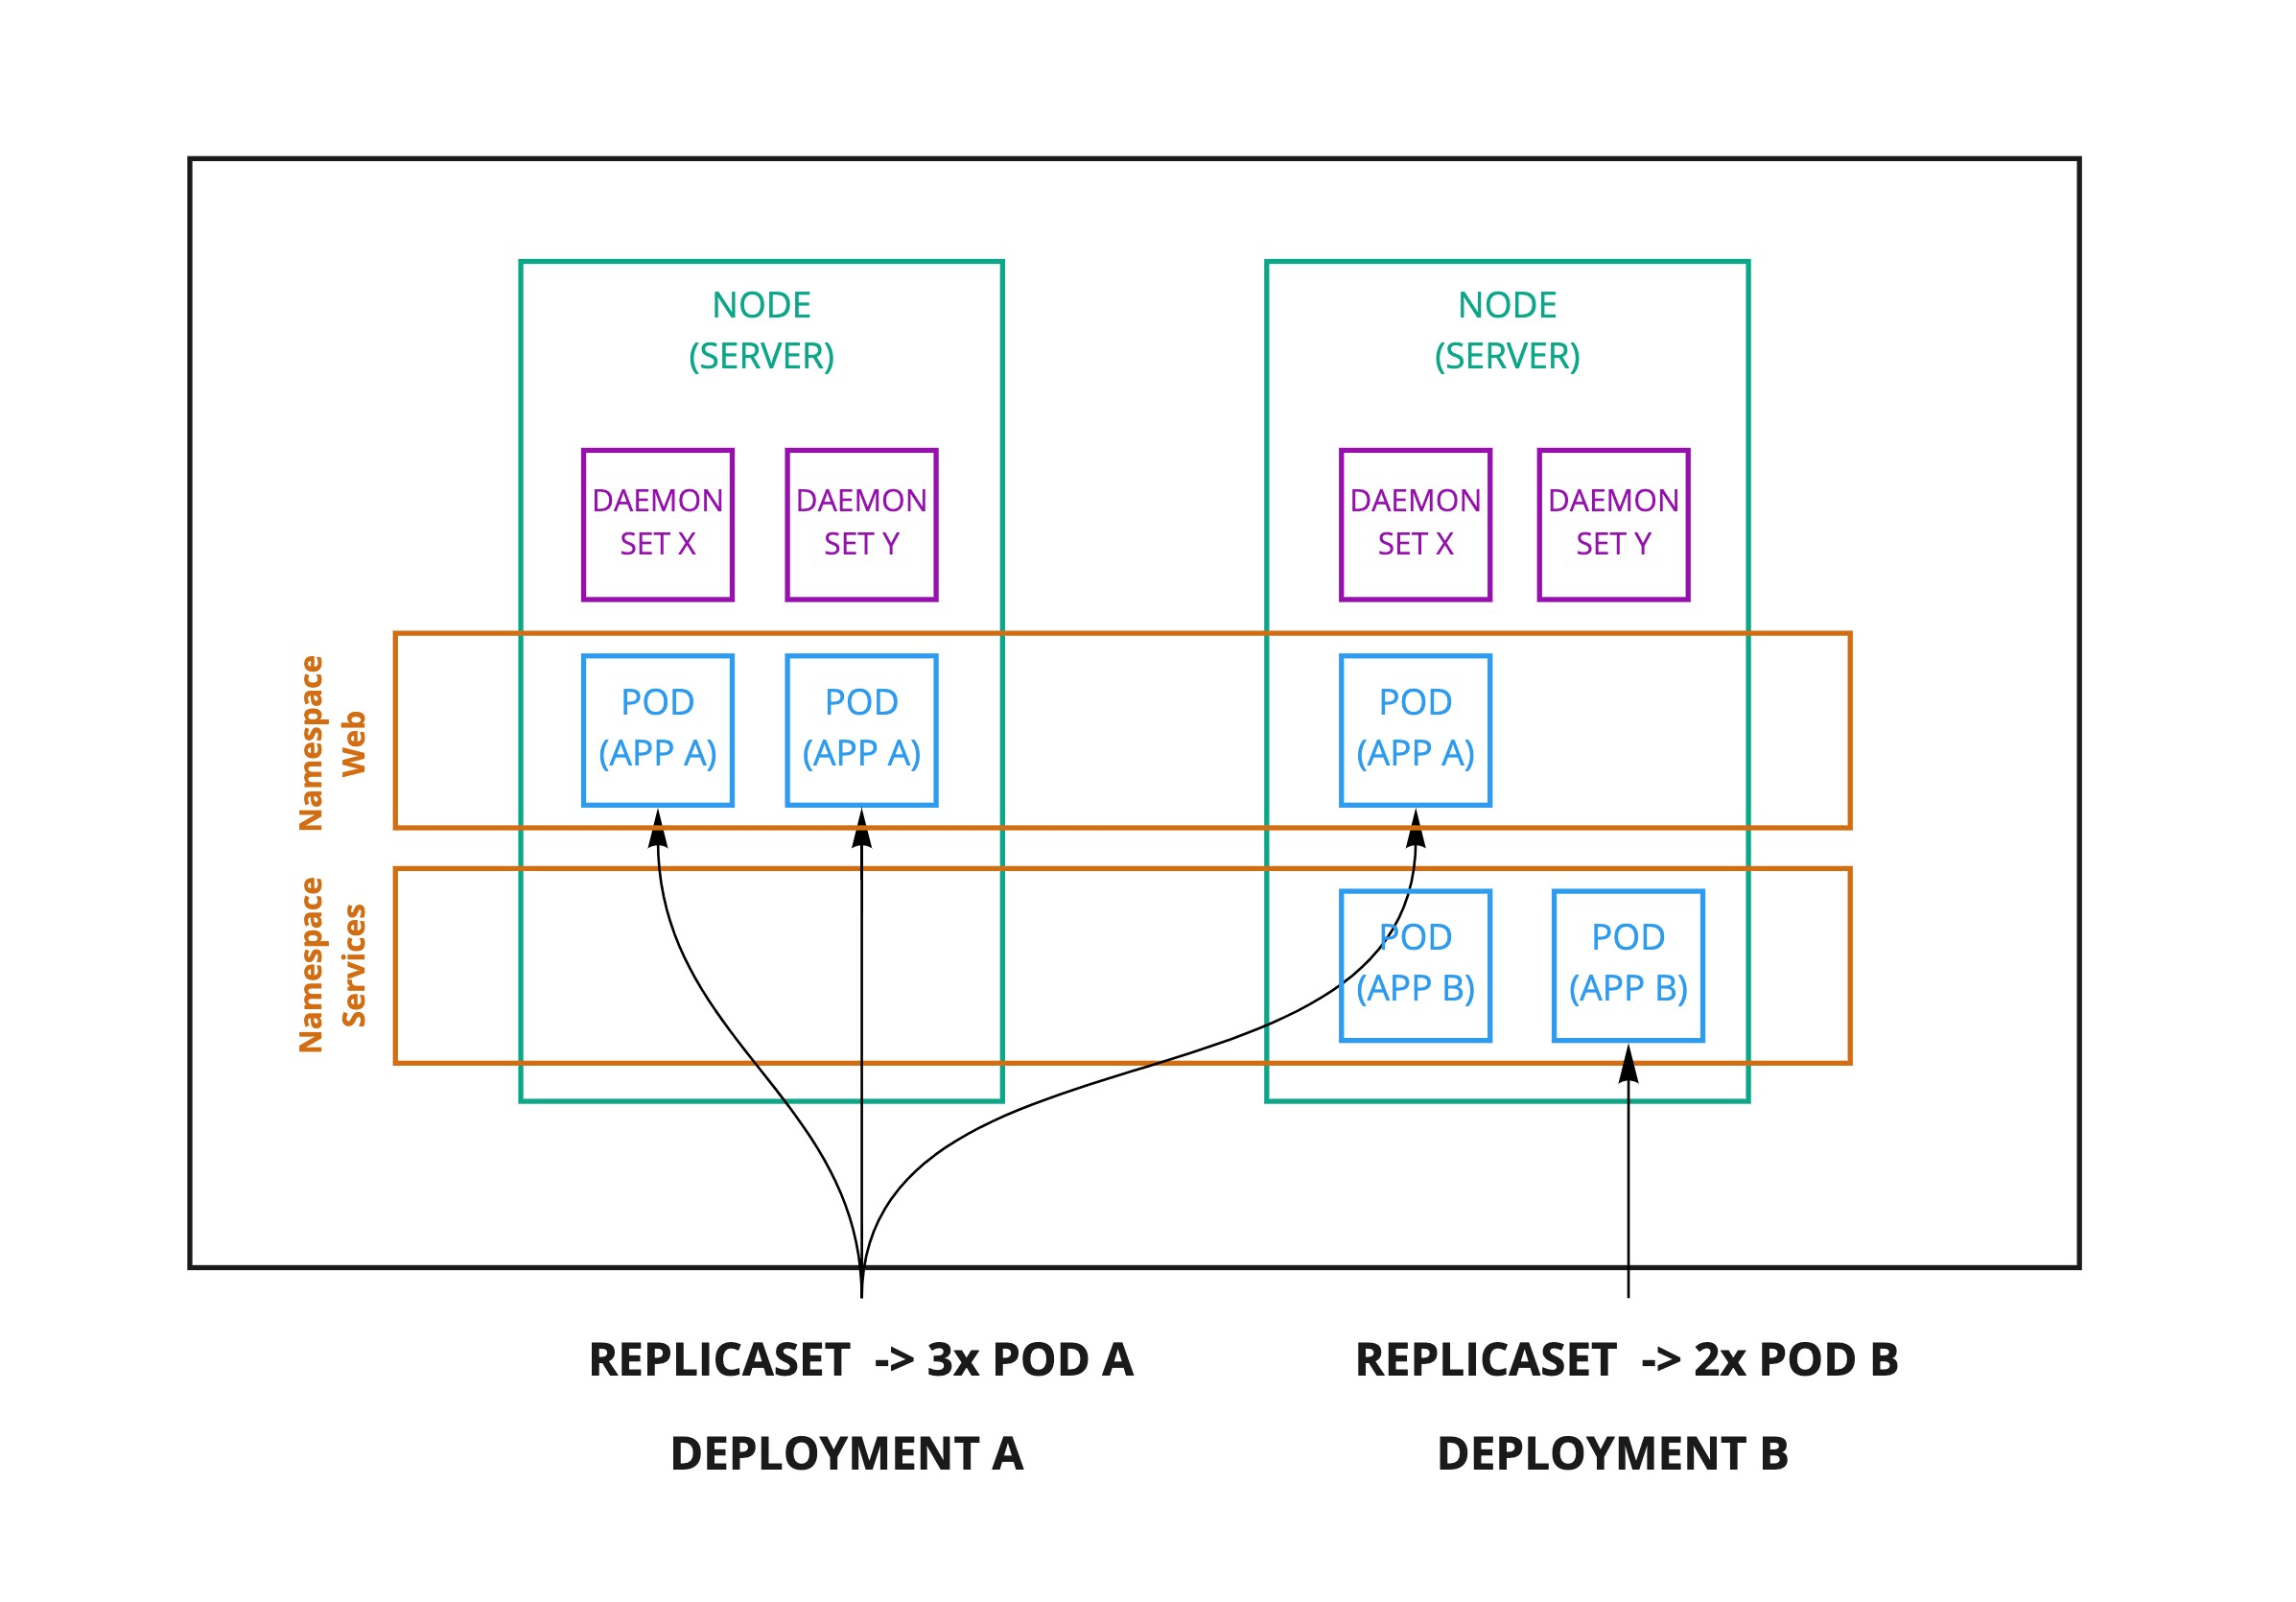 NODE
(SERVER)
NODE
(SERVER)
DAEMON
SET X
DAEMON
SET Y
DAEMON
SET X
DAEMON
SET Y
Namespace
Web
POD
(APP A)
POD
(APP A)
POD
(APP A)
Namespace
Services
POD
(APP B)
POD
(APP B)
REPLICASET -> 3x POD A
DEPLOYMENT A
REPLICASET -> 2x POD B
DEPLOYMENT B